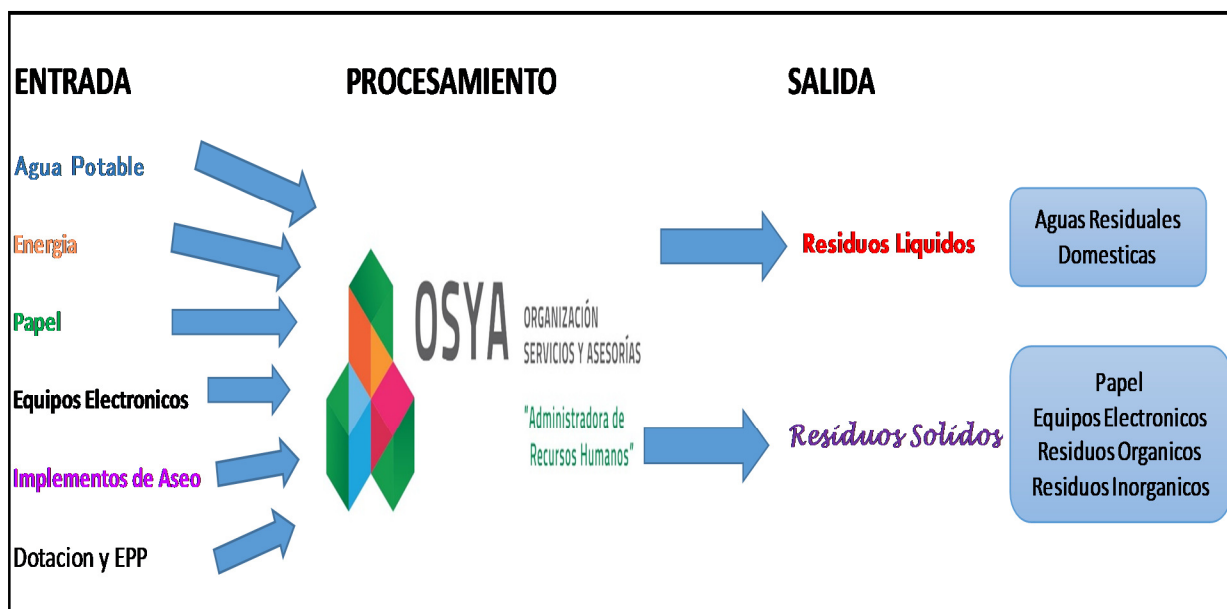 ENTRADA
PROCESAMIENTO
SALIDA
Agua Potable
Energia
Papel
Equipos Electronicos
Implementos de Aseo
Dotacion y EPP
OSYA
ORGANIZACIÓN
SERVICIOS Y ASESORÍAS
"Administradora de
Recursos Humanos"
Residuos Liquidos
Aguas Residuales
Domesticas
Residuos Solidos
Papel
Equipos Electronicos
Residuos Organicos
Residuos Inorganicos